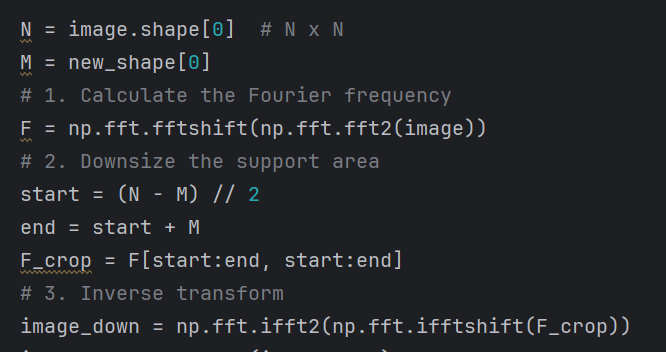 N = image.shape[0]  # N x N
M = new_shape[0]
# 1. Calculate the Fourier frequency
F = np.fft.fftshift(np.fft.fft2(image))
# 2. Downsize the support area
start = (N - M) // 2
end = start + M
F_crop = F[start:end, start:end]
# 3. Inverse transform
image_down = np.fft.ifft2(np.fft.ifftshift(F_crop))